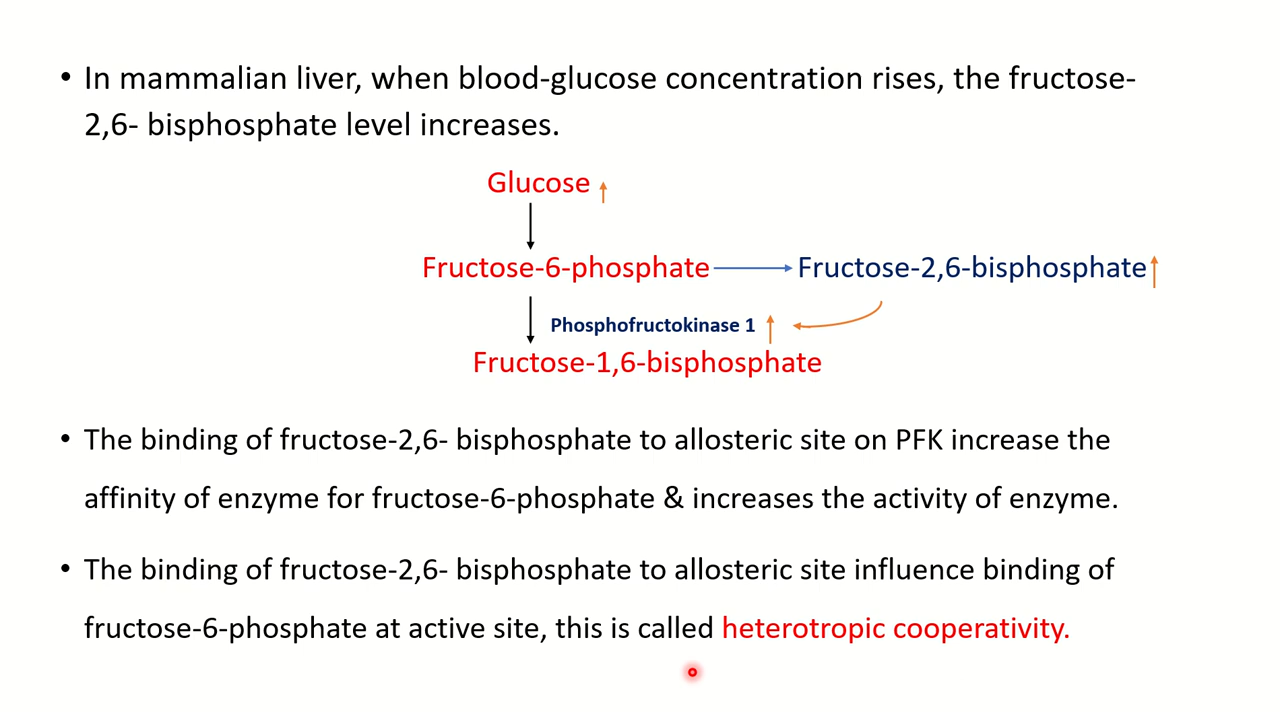 • In mammalian liver, when blood-glucose concentration rises, the fructose-
2,6- bisphosphate level increases.
Glucose
Fructose-6-phosphate
Fructose-2,6-bisphosphate
Phosphofructokinase 1
Fructose-1,6-bisphosphate
• The binding of fructose-2,6- bisphosphate to allosteric site on PFK increase the
affinity of enzyme for fructose-6-phosphate & increases the activity of enzyme.
• The binding of fructose-2,6- bisphosphate to allosteric site influence binding of
fructose-6-phosphate at active site, this is called heterotropic cooperativity.